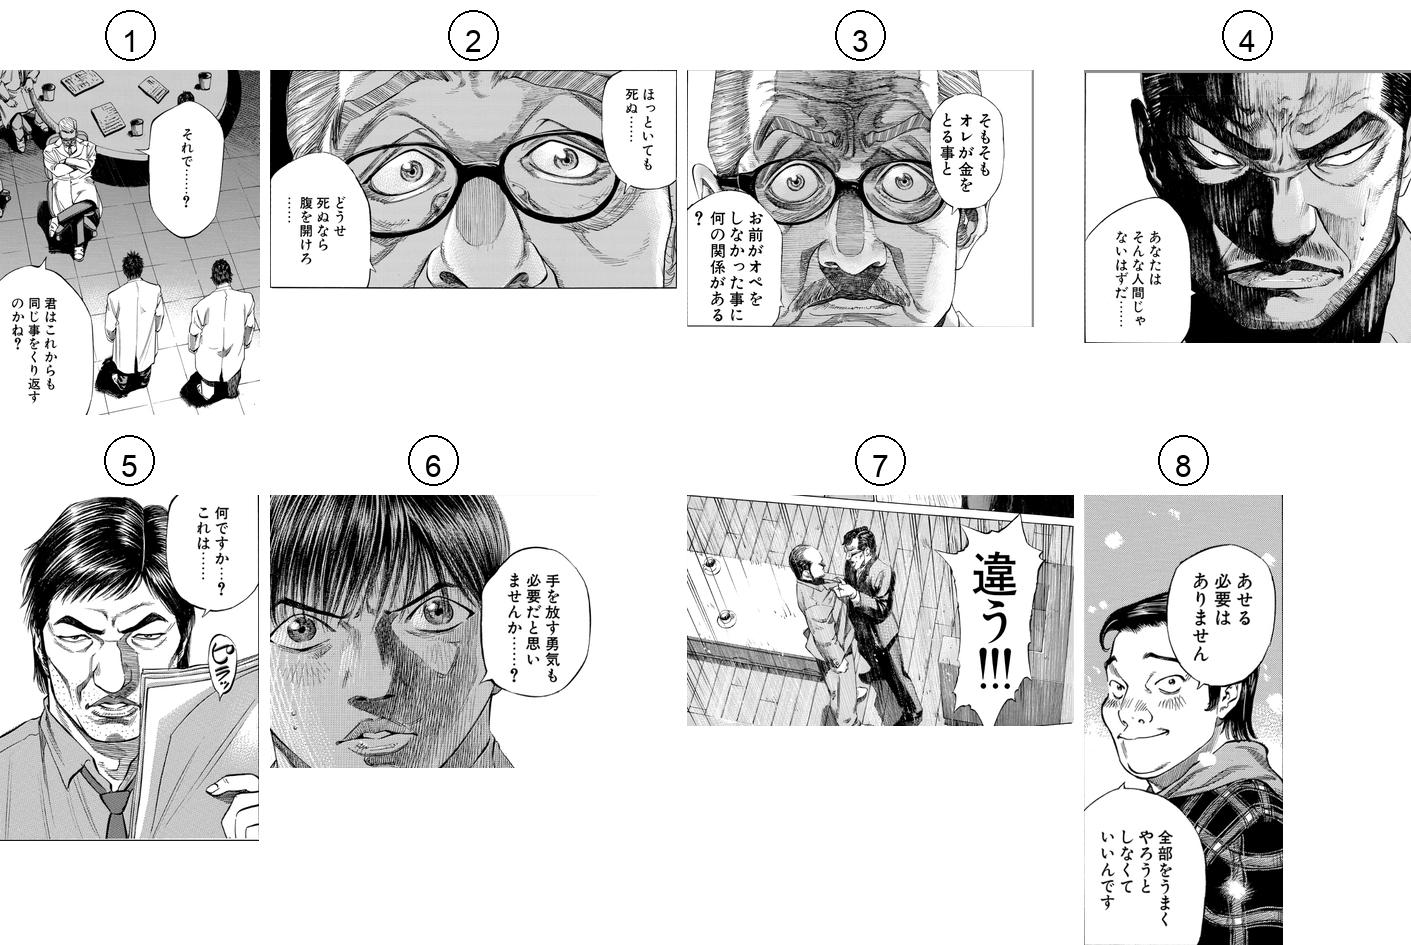 1
それで……?
君はこれからも
同じ事をくり返す
のかね?
2
ほっといても
死ぬ……
どうせ
死ぬなら
腹を開けろ
……
3
そもそも
オレが金を
とる事と
お前がオペを
しなかった事に
何の関係がある
?
4
あなたは
そんな人間じゃ
ないはずだ……
5
何ですか…?
これは……
ペラッ
6
手を放す勇気も
必要だと思い
ませんか……?
7
違う!!!
8
あせる
必要は
ありません
全部をうまく
やろうと
しなくて
いいんです